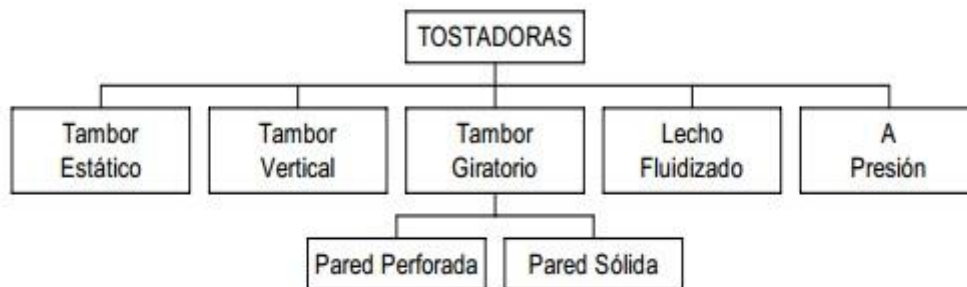 TOSTADORAS
Tambor
Estático
Tambor
Vertical
Tambor
Giratorio
Lecho
Fluidizado
A
Presión
Pared Perforada
Pared Sólida